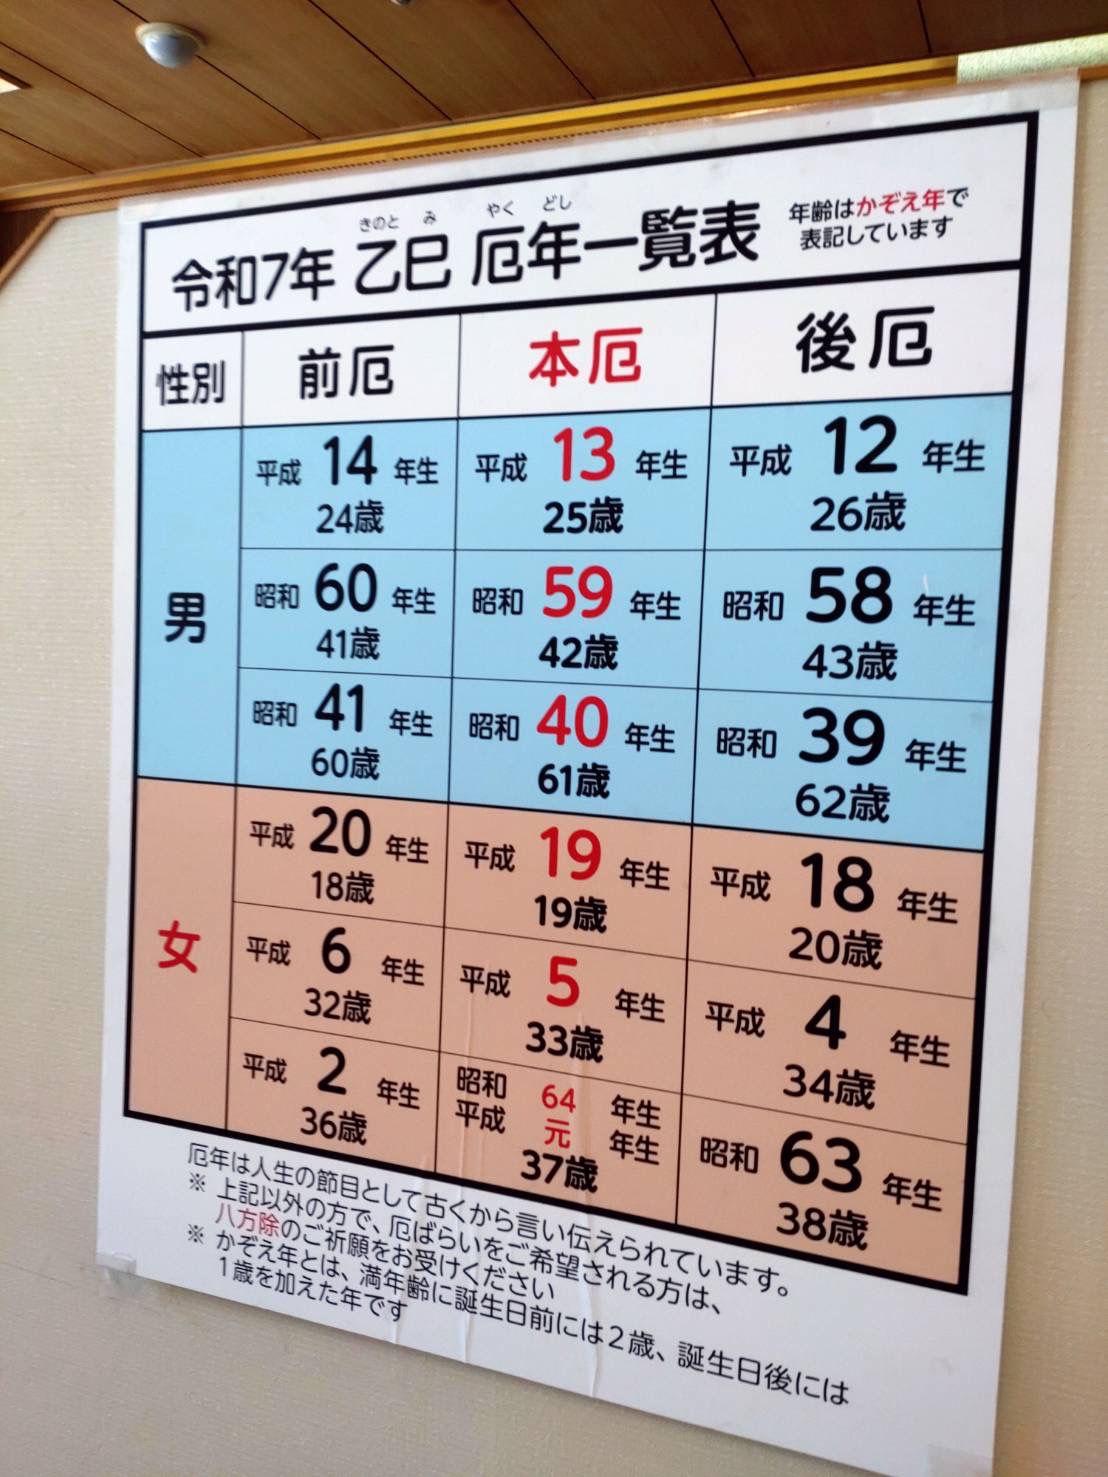 きのと み やく どし
令和7年 乙巳 厄年一覧表
年齢はかぞえ年で
表記しています
性別 前厄 本厄 後厄
男
平成 14 年生 平成 13 年生 平成 12 年生
24歳 25歳 26歳
昭和 60 年生 昭和 59 年生 昭和 58 年生
41歳 42歳 43歳
昭和 41 年生 昭和 40 年生 昭和 39 年生
60歳 61歳 62歳
女
平成 20 年生 平成 19 年生 平成 18 年生
18歳 19歳 20歳
平成 6 年生 平成 5 年生 平成 4 年生
32歳 33歳 34歳
平成 2 年生 昭和 64 年生 昭和 63 年生
平成 元 年生
36歳 37歳 38歳
厄年は人生の節目として古くから言い伝えられています。
※ 上記以外の方で、厄ばらいをご希望される方は、
八方除のご祈願をお受けください
※ かぞえ年とは、満年齢に誕生日前には2歳、誕生日後には
1歳を加えた年です